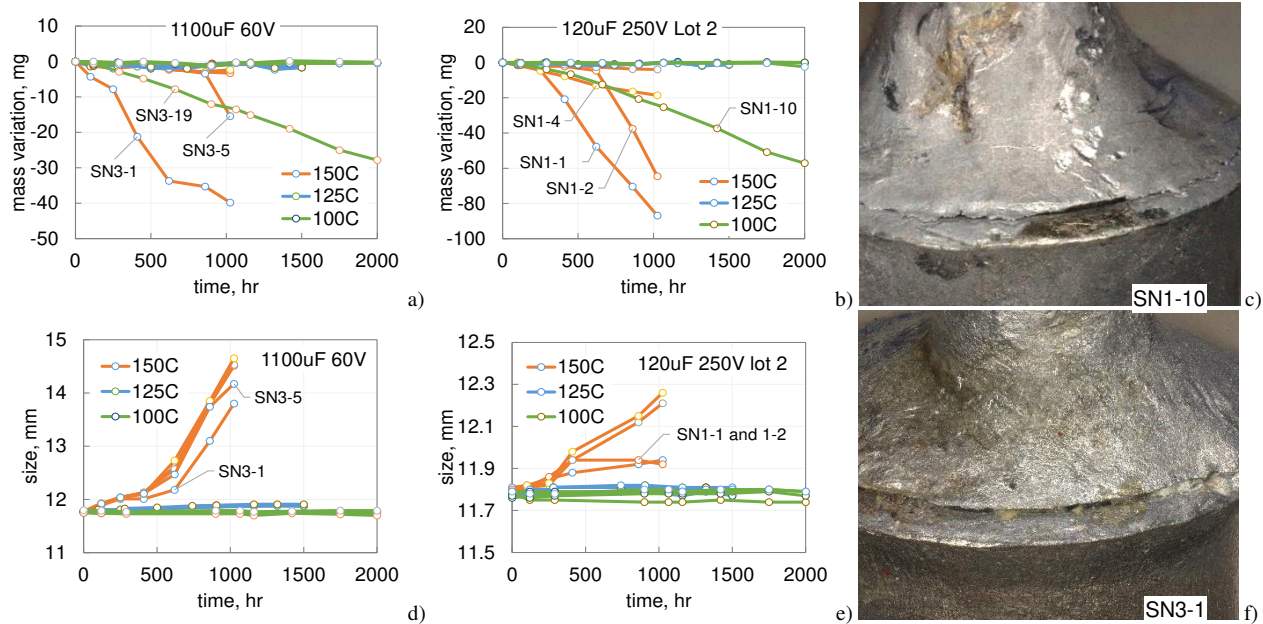 1100uF 60V
10
0
-10
-20
-30
-40
-50
mass variation, mg
SN3-19
SN3-5
SN3-1
150C
125C
100C
0
500
1000
1500
2000
time, hr
a)
120uF 250V Lot 2
20
0
-20
-40
-60
-80
-100
mass variation, mg
SN1-10
SN1-4
SN1-1
SN1-2
150C
125C
100C
0
500
1000
1500
2000
time, hr
b)
SN1-10
c)
1100uF 60V
15
14
13
12
11
size, mm
150C
125C
100C
SN3-5
SN3-1
0
500
1000
1500
2000
time, hr
d)
120uF 250V lot 2
12.5
12.3
12.1
11.9
11.7
11.5
size, mm
150C
125C
100C
SN1-1 and 1-2
0
500
1000
1500
2000
time, hr
e)
SN3-1
f)